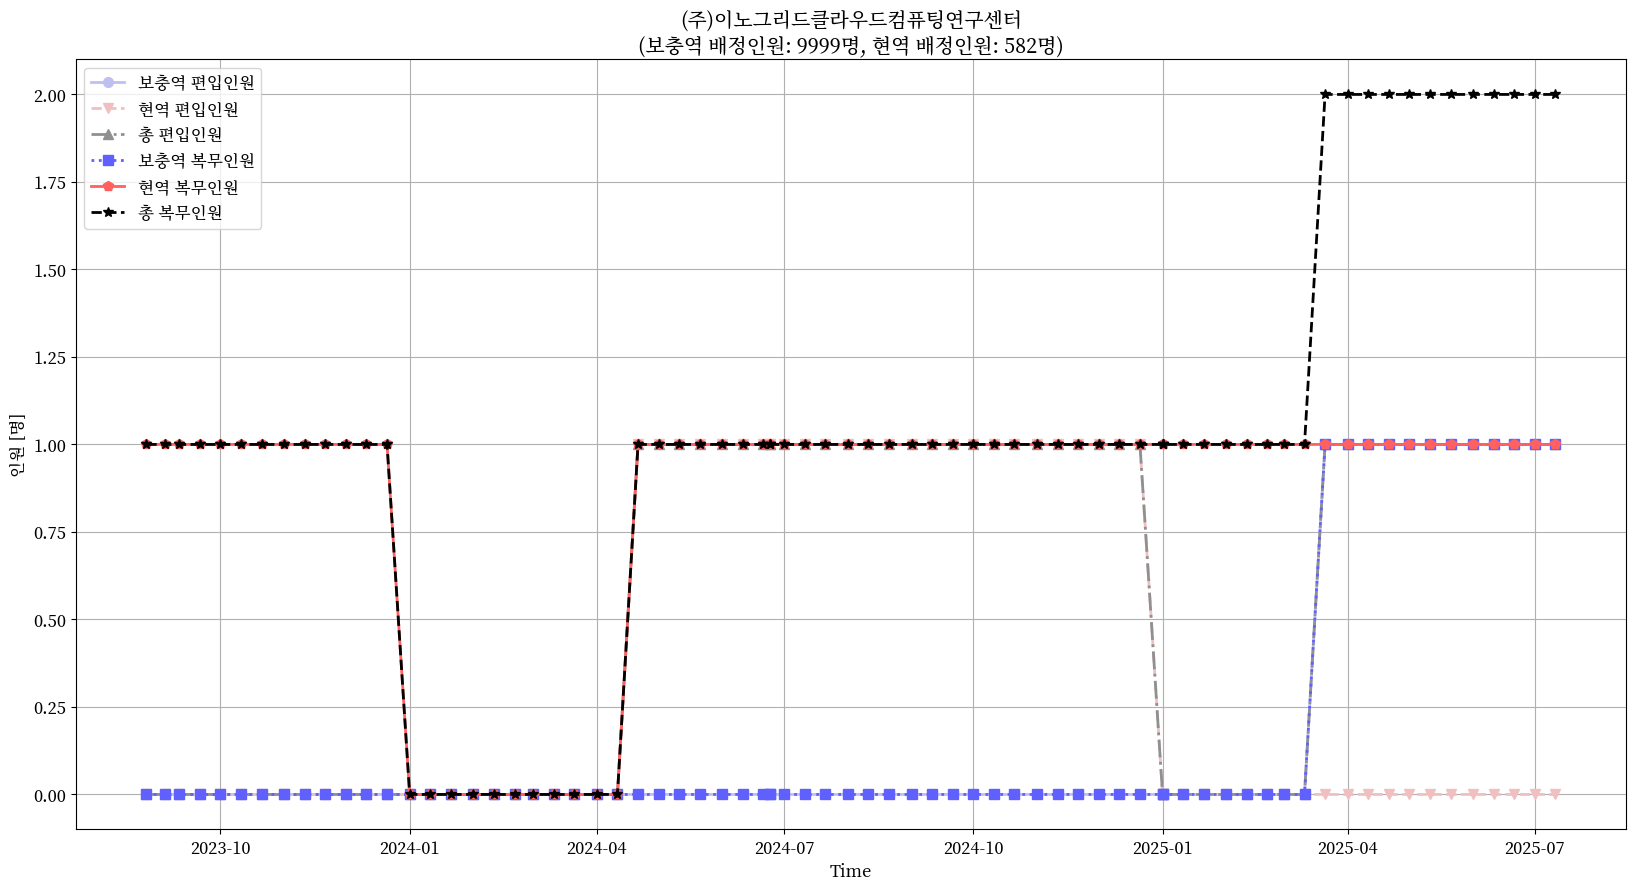 (주)이노그리드클라우드컴퓨팅연구센터
(보충역 배정인원: 9999명, 현역 배정인원: 582명)
보충역 편입인원
현역 편입인원
총 편입인원
보충역 복무인원
현역 복무인원
총 복무인원
2.00
1.75
1.50
1.25
1.00
0.75
0.50
0.25
0.00
인원 [명]
2023-10
2024-01
2024-04
2024-07
2024-10
2025-01
2025-04
2025-07
Time